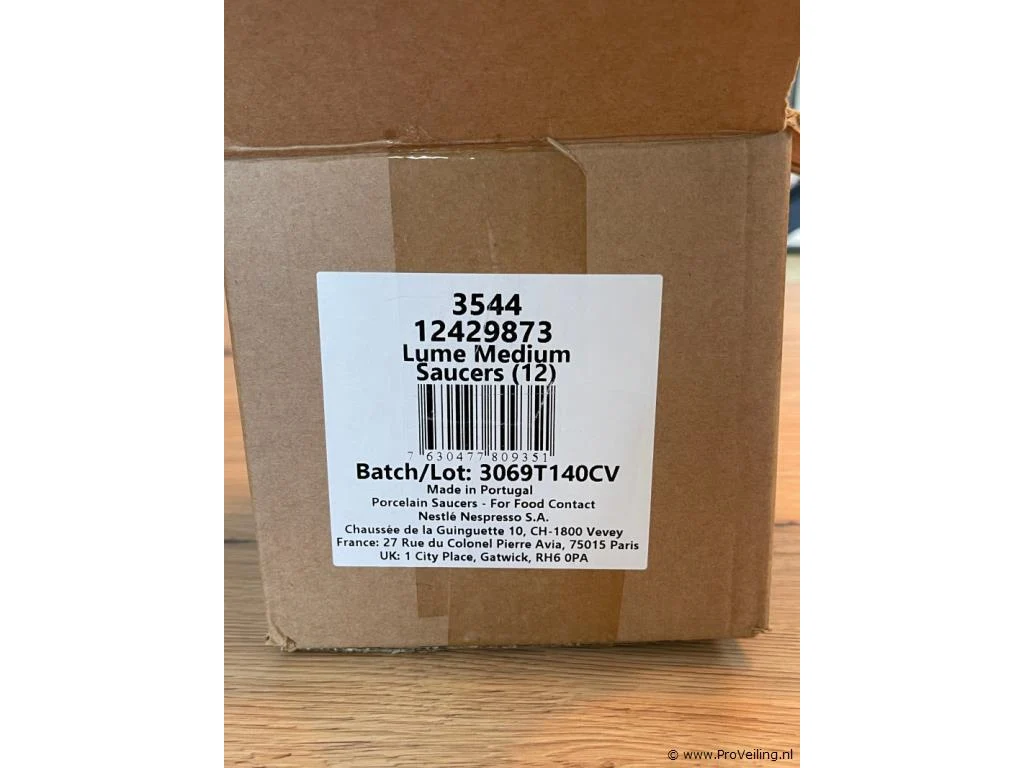 3544
12429873
Lume Medium
Saucers (12)
7 630477 809351
Batch/Lot: 3069T140CV
Made in Portugal
Porcelain Saucers - For Food Contact
Nestlé Nespresso S.A.
Chaussée de la Guinguette 10, CH-1800 Vevey
France: 27 Rue du Colonel Pierre Avia, 75015 Paris
UK: 1 City Place, Gatwick, RH6 0PA
© www.ProVeiling.nl